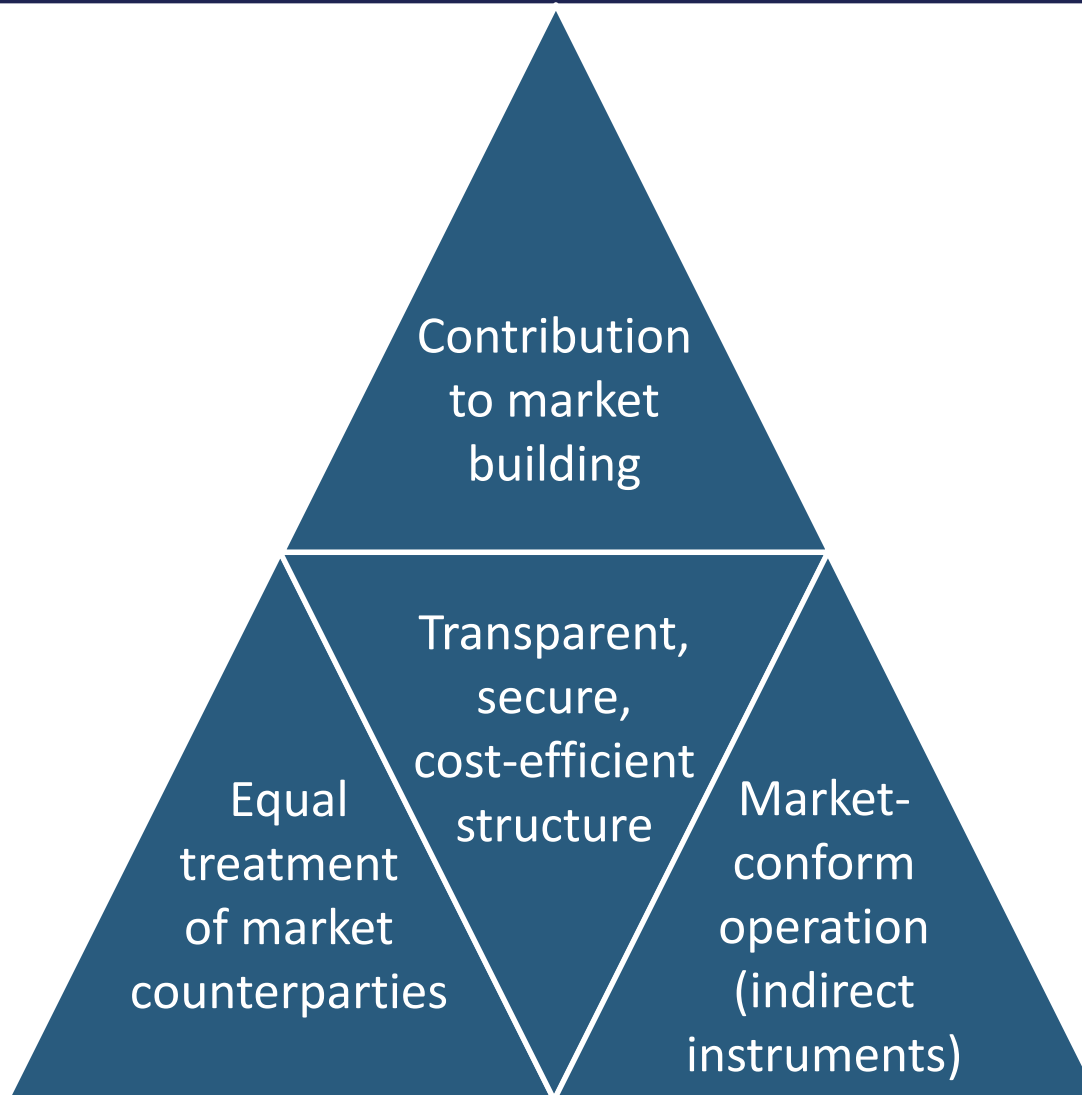 Contribution
to market
building
Transparent,
secure,
cost-efficient
structure
Equal
treatment
of market
counterparties
Market-
conform
operation
(indirect
instruments)